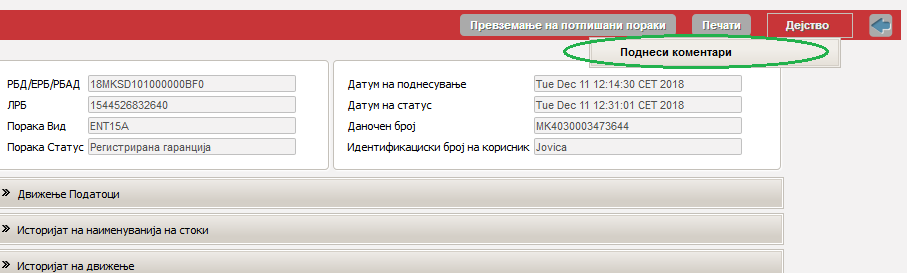 Превземање на потпишани пораки Печати Дејство
Поднеси коментари
РБД/ЕРБ/РБАД 18MKSD101000000BF0
ЛРБ 1544526832640
Порака Вид ENT15A
Порака Статус Регистрирана гаранција
Датум на поднесување Tue Dec 11 12:14:30 CET 2018
Датум на статус Tue Dec 11 12:31:01 CET 2018
Даночен број MK4030003473644
Идентификациски број на корисник Jovica
» Движење Податоци
» Историјат на наименуванија на стоки
» Историјат на движење